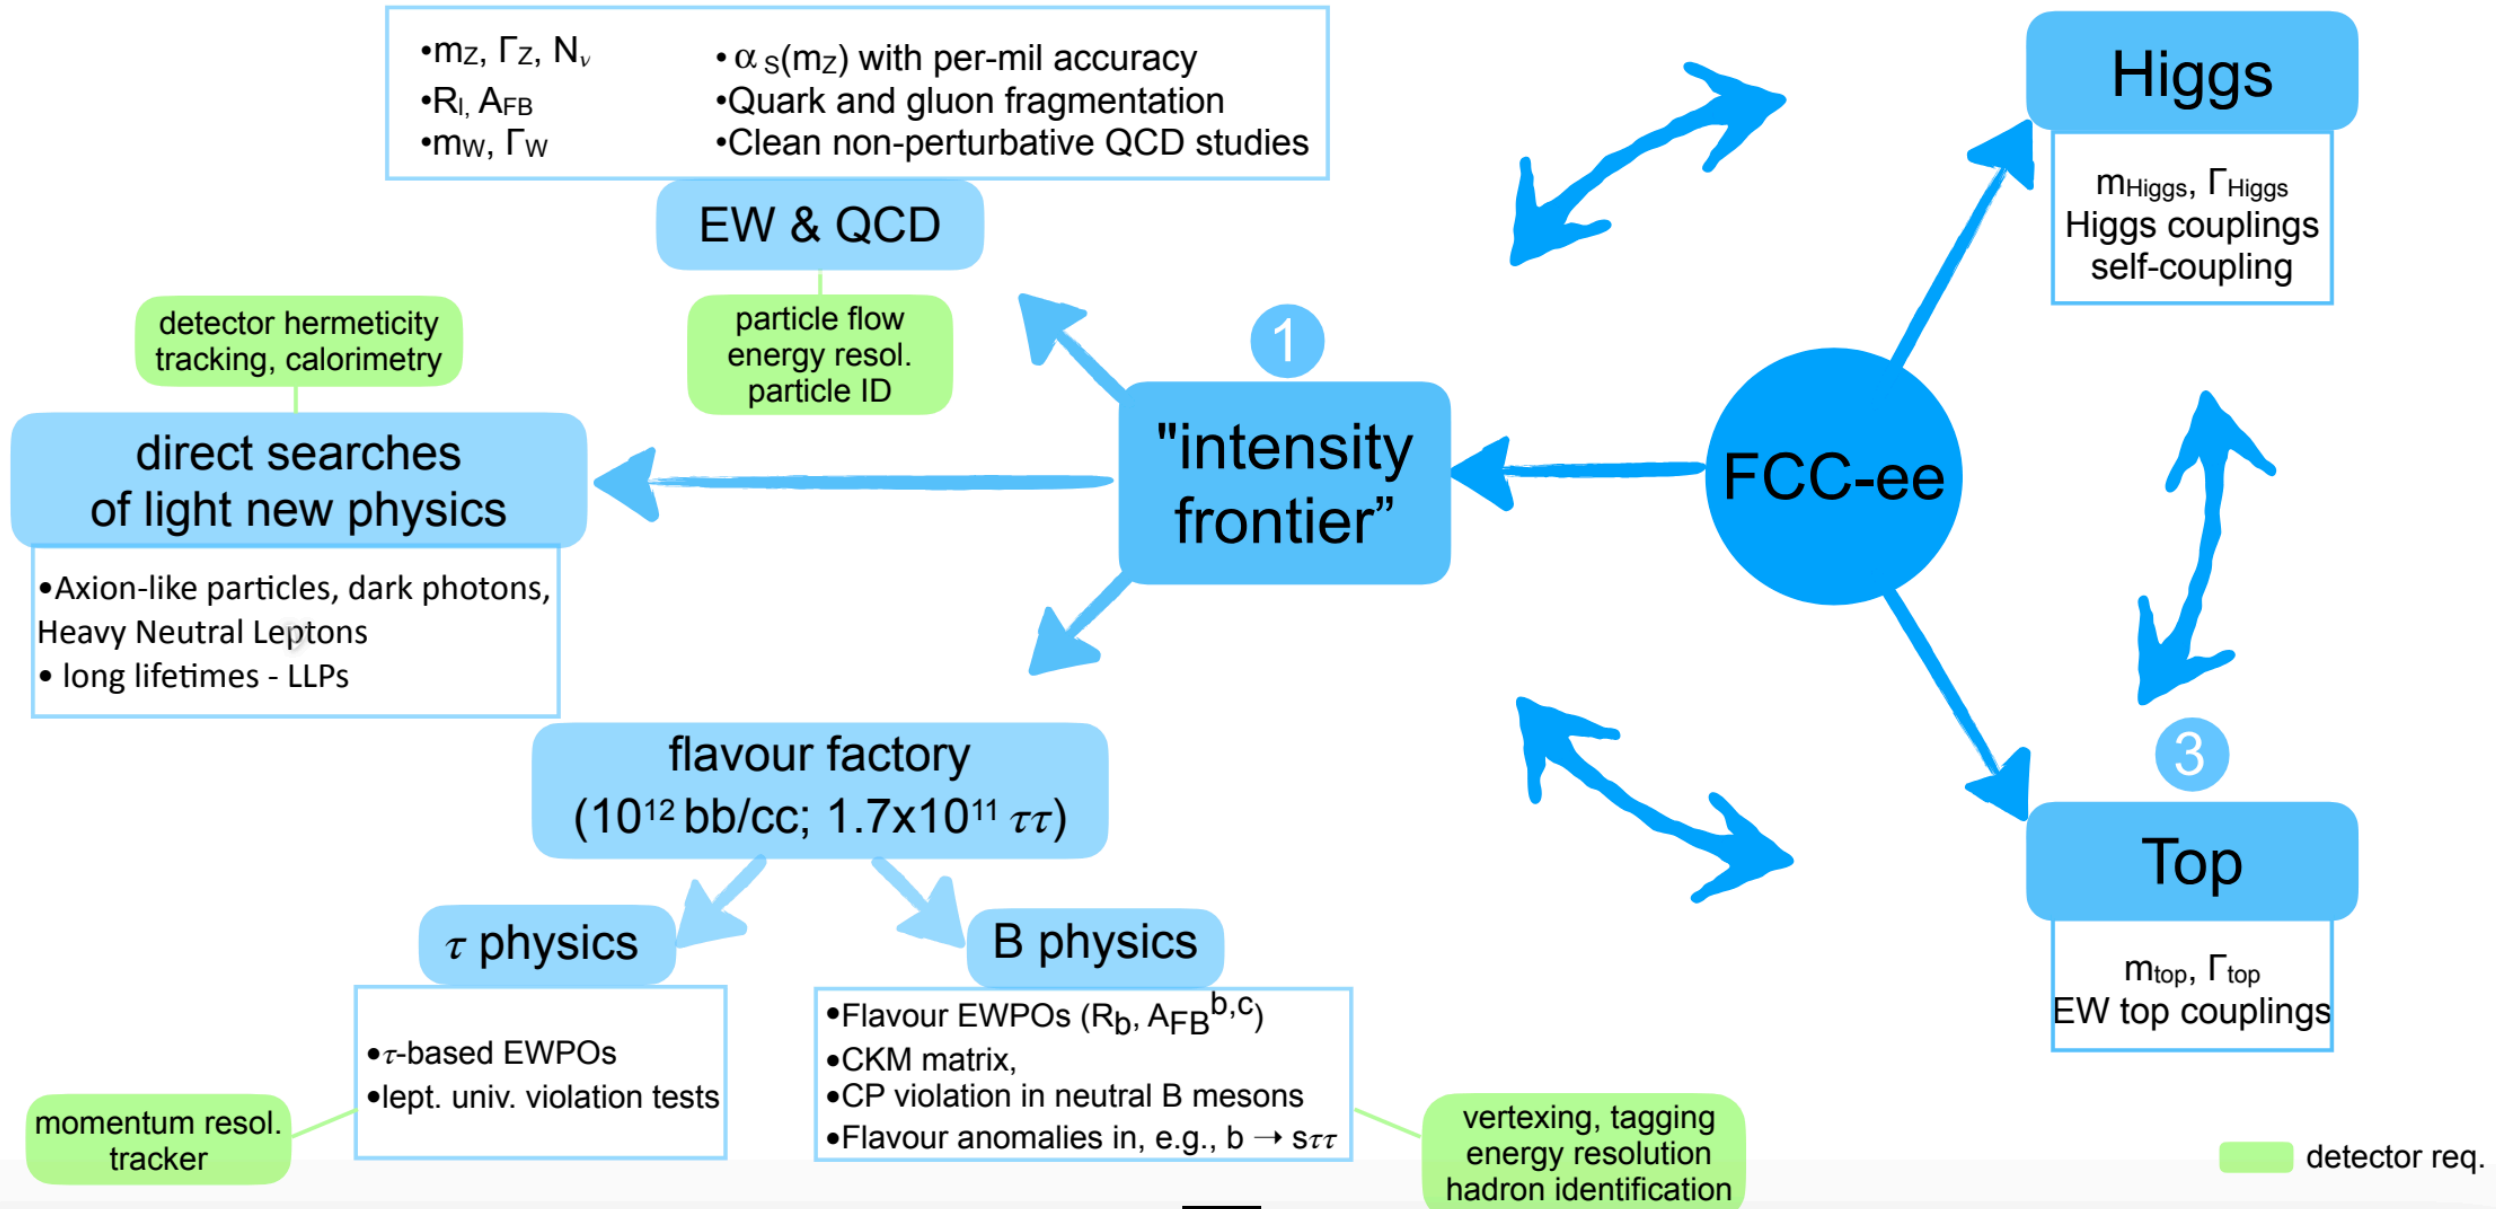 •mZ, ΓZ, Nν
•Rl, AFB
•mW, ΓW
• αS(mZ) with per-mil accuracy
•Quark and gluon fragmentation
•Clean non-perturbative QCD studies
EW & QCD
particle flow
energy resol.
particle ID
detector hermeticity
tracking, calorimetry
direct searches
of light new physics
•Axion-like particles, dark photons,
Heavy Neutral Leptons
• long lifetimes - LLPs
1
"intensity
frontier”
FCC-ee
Higgs
mHiggs, ΓHiggs
Higgs couplings
self-coupling
3
Top
mtop, Γtop
EW top couplings
flavour factory
(10¹² bb/cc; 1.7x10¹¹ ττ)
τ physics
•τ-based EWPOs
•lept. univ. violation tests
momentum resol.
tracker
B physics
•Flavour EWPOs (Rb, AFBb,c)
•CKM matrix,
•CP violation in neutral B mesons
•Flavour anomalies in, e.g., b → sττ
vertexing, tagging
energy resolution
hadron identification
detector req.